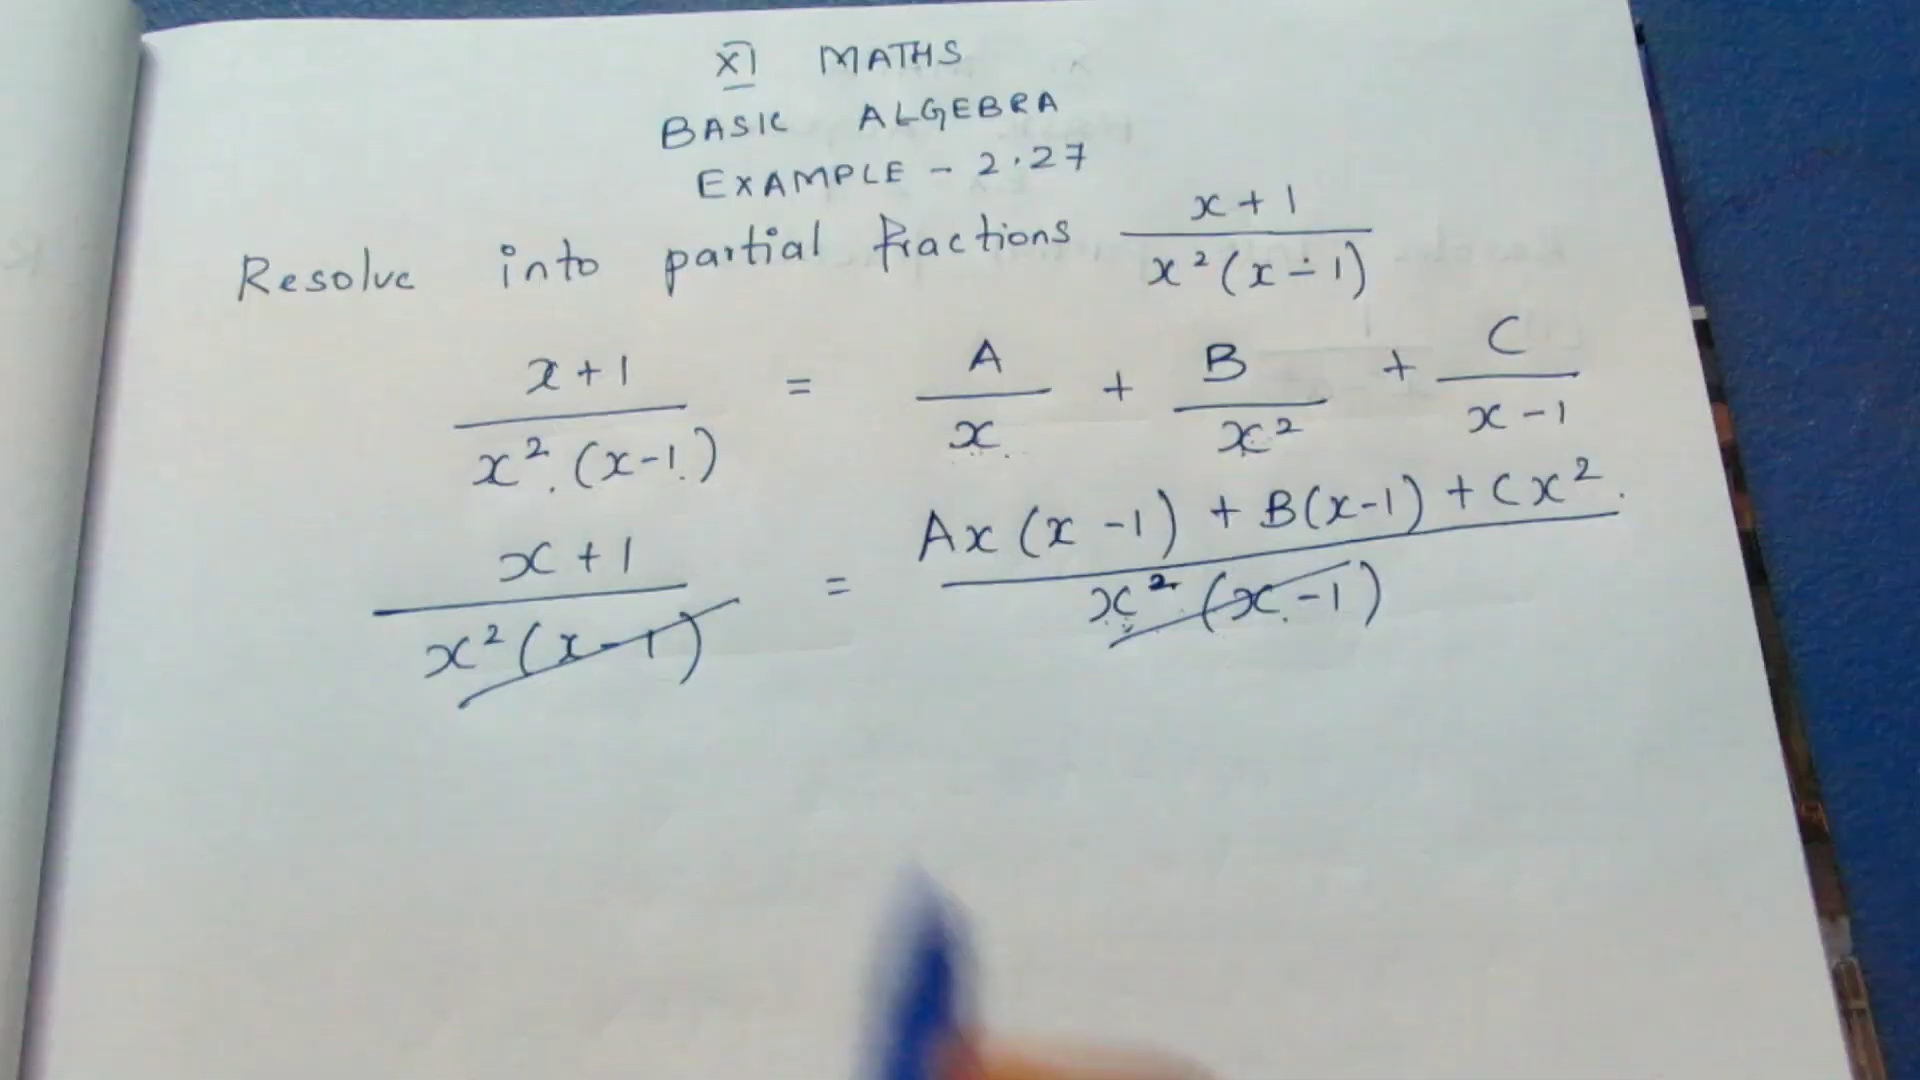 XI MATHS
BASIC ALGEBRA
EXAMPLE - 2.27
Resolve into partial fractions (x+1)/(x²(x-1))
(x+1)/(x²(x-1)) = A/x + B/x² + C/(x-1)
(x+1)/(x²(x-1)) = (Ax(x-1) + B(x-1) + Cx²)/(x²(x-1))